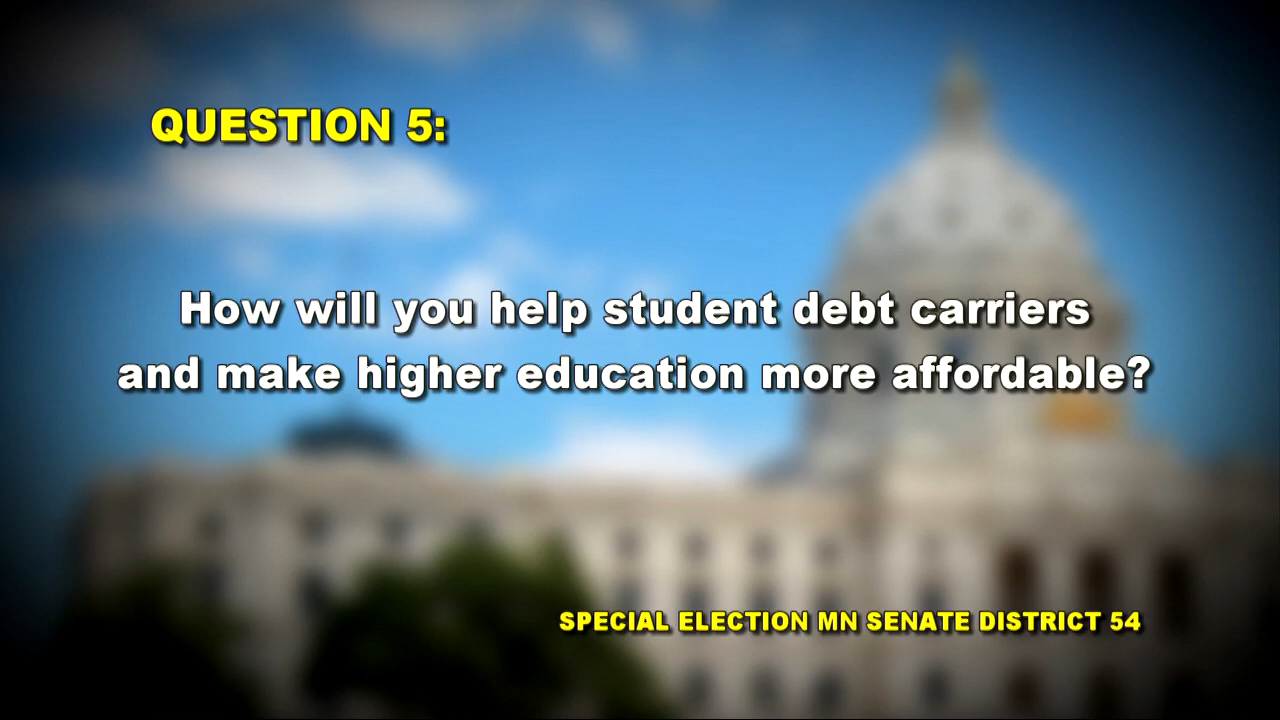 QUESTION 5:
How will you help student debt carriers
and make higher education more affordable?
SPECIAL ELECTION MN SENATE DISTRICT 54